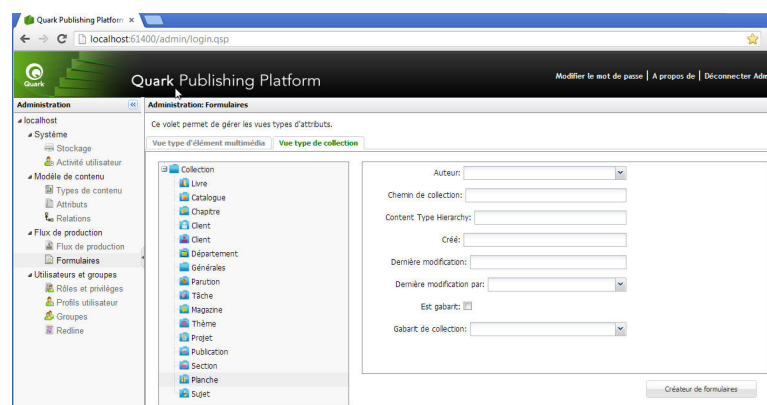 Quark Publishing Platform
localhost:61400/admin/login.qsp
Quark
Quark Publishing Platform
Modifier le mot de passe | A propos de | Déconnecter Adm
Administration
Administration: Formulaires
localhost
Système
Stockage
Activité utilisateur
Modèle de contenu
Types de contenu
Attributs
Relations
Flux de production
Flux de production
Formulaires
Utilisateurs et groupes
Rôles et privilèges
Profils utilisateur
Groupes
Redline
Ce volet permet de gérer les vues types d'attributs.
Vue type d'élément multimédia
Vue type de collection
Collection
Livre
Catalogue
Chapitre
Client
Client
Département
Générales
Parution
Tâche
Magazine
Thème
Projet
Publication
Section
Planche
Sujet
Auteur:
Chemin de collection:
Content Type Hierarchy:
Créé:
Dernière modification:
Dernière modification par:
Est gabarit:
Gabarit de collection:
Créateur de formulaires